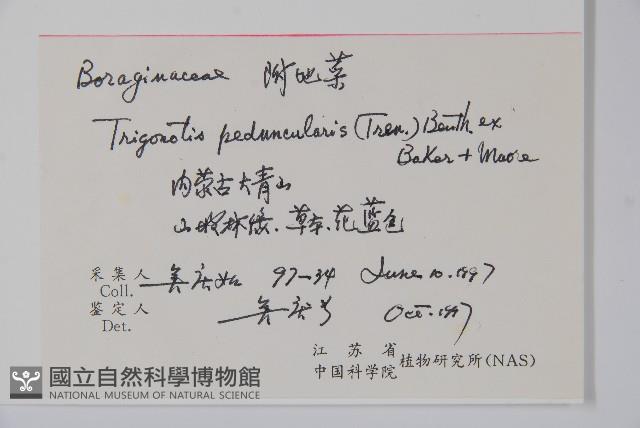 Boraginaceae 附地菜
Trigonotis peduncularis (Trev.) Benth. ex
Baker + Moore
内蒙古大青山
山坡林缘. 草本. 花蓝色
采集人 97-34 June 10. 1997
Coll.
鉴定人 Oct. 1997
Det.
江苏省
中国科学院 植物研究所(NAS)
國立自然科學博物館
NATIONAL MUSEUM OF NATURAL SCIENCE